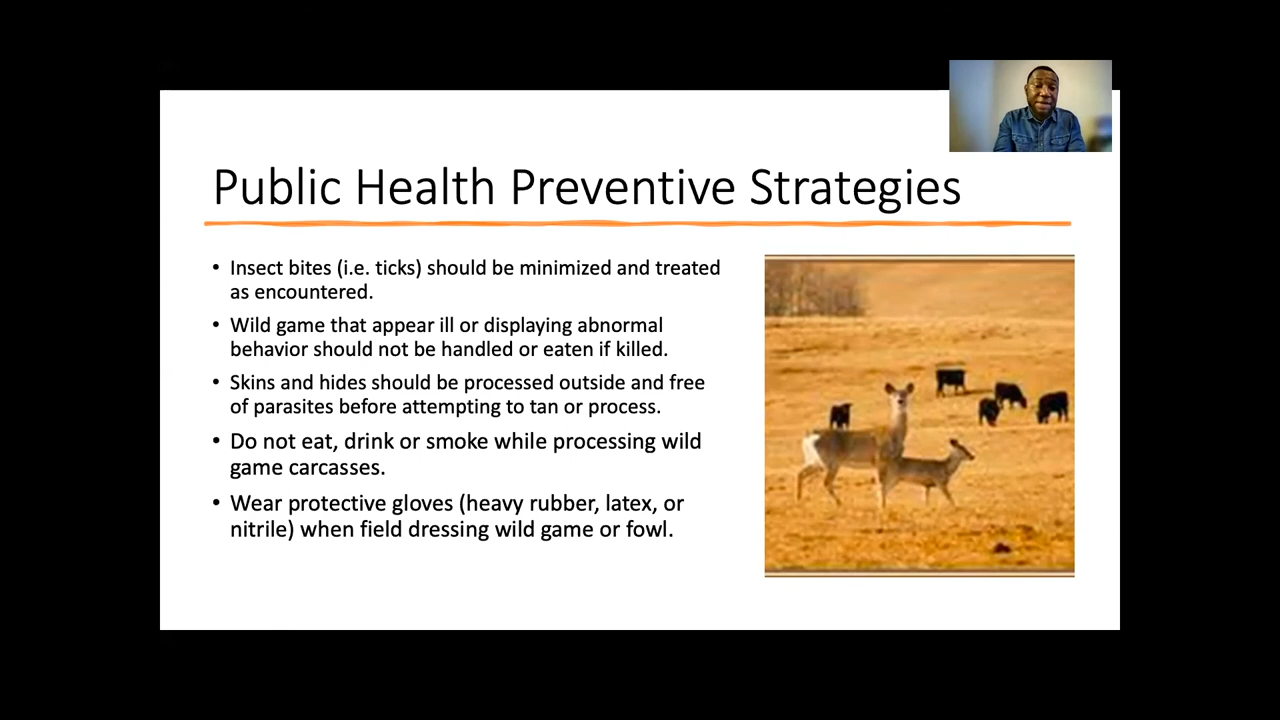 Public Health Preventive Strategies
• Insect bites (i.e. ticks) should be minimized and treated
as encountered.
• Wild game that appear ill or displaying abnormal
behavior should not be handled or eaten if killed.
• Skins and hides should be processed outside and free
of parasites before attempting to tan or process.
• Do not eat, drink or smoke while processing wild
game carcasses.
• Wear protective gloves (heavy rubber, latex, or
nitrile) when field dressing wild game or fowl.